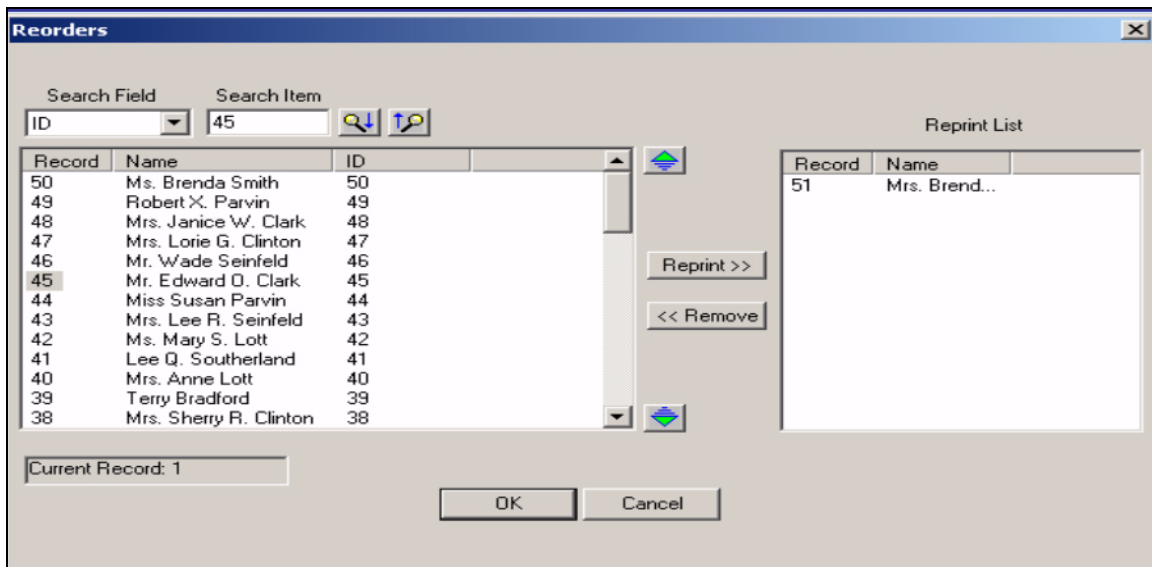 Reorders
Search Field Search Item
ID 45
Reprint List
Record Name ID
50 Ms. Brenda Smith 50
49 Robert X. Parvin 49
48 Mrs. Janice W. Clark 48
47 Mrs. Lorie G. Clinton 47
46 Mr. Wade Seinfeld 46
45 Mr. Edward O. Clark 45
44 Miss Susan Parvin 44
43 Mrs. Lee R. Seinfeld 43
42 Ms. Mary S. Lott 42
41 Lee Q. Southerland 41
40 Mrs. Anne Lott 40
39 Terry Bradford 39
38 Mrs. Sherry R. Clinton 38
Reprint >>
<< Remove
Record Name
51 Mrs. Brend...
Current Record: 1
OK Cancel